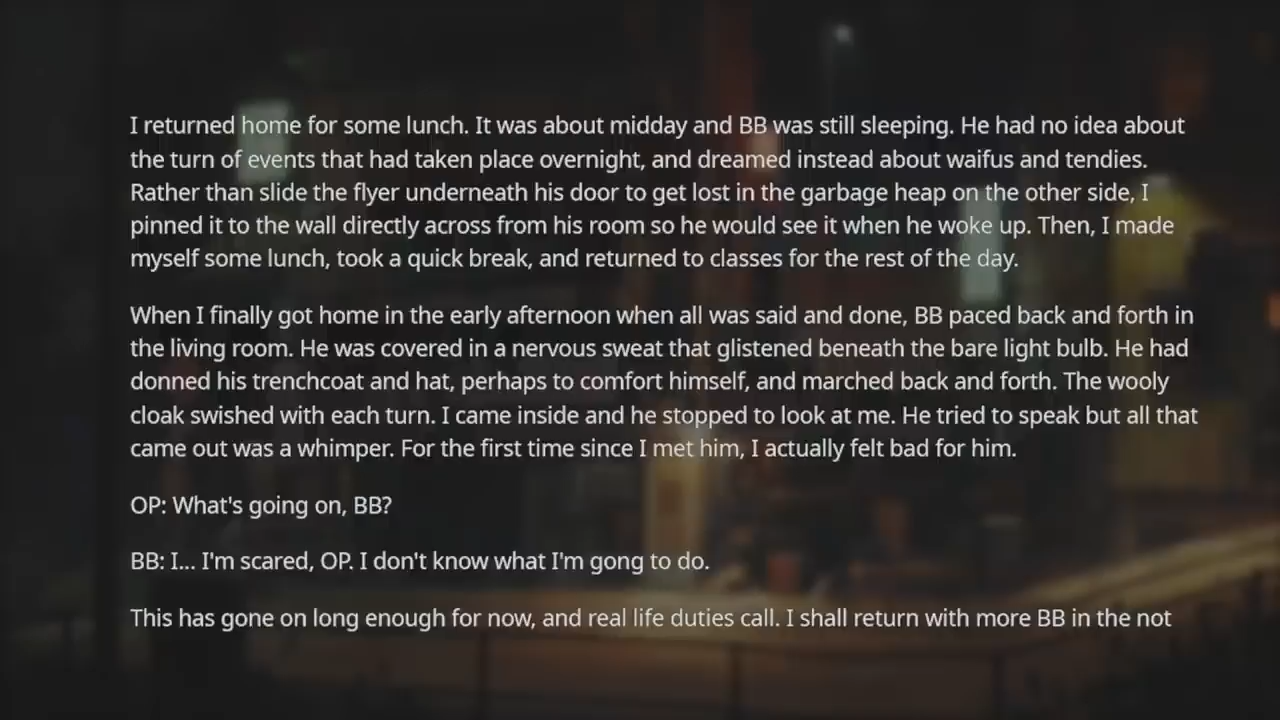 I returned home for some lunch. It was about midday and BB was still sleeping. He had no idea about
the turn of events that had taken place overnight, and dreamed instead about waifus and tendies.
Rather than slide the flyer underneath his door to get lost in the garbage heap on the other side, I
pinned it to the wall directly across from his room so he would see it when he woke up. Then, I made
myself some lunch, took a quick break, and returned to classes for the rest of the day.
When I finally got home in the early afternoon when all was said and done, BB paced back and forth in
the living room. He was covered in a nervous sweat that glistened beneath the bare light bulb. He had
donned his trenchcoat and hat, perhaps to comfort himself, and marched back and forth. The wooly
cloak swished with each turn. I came inside and he stopped to look at me. He tried to speak but all that
came out was a whimper. For the first time since I met him, I actually felt bad for him.
OP: What's going on, BB?
BB: I... I'm scared, OP. I don't know what I'm gong to do.
This has gone on long enough for now, and real life duties call. I shall return with more BB in the not